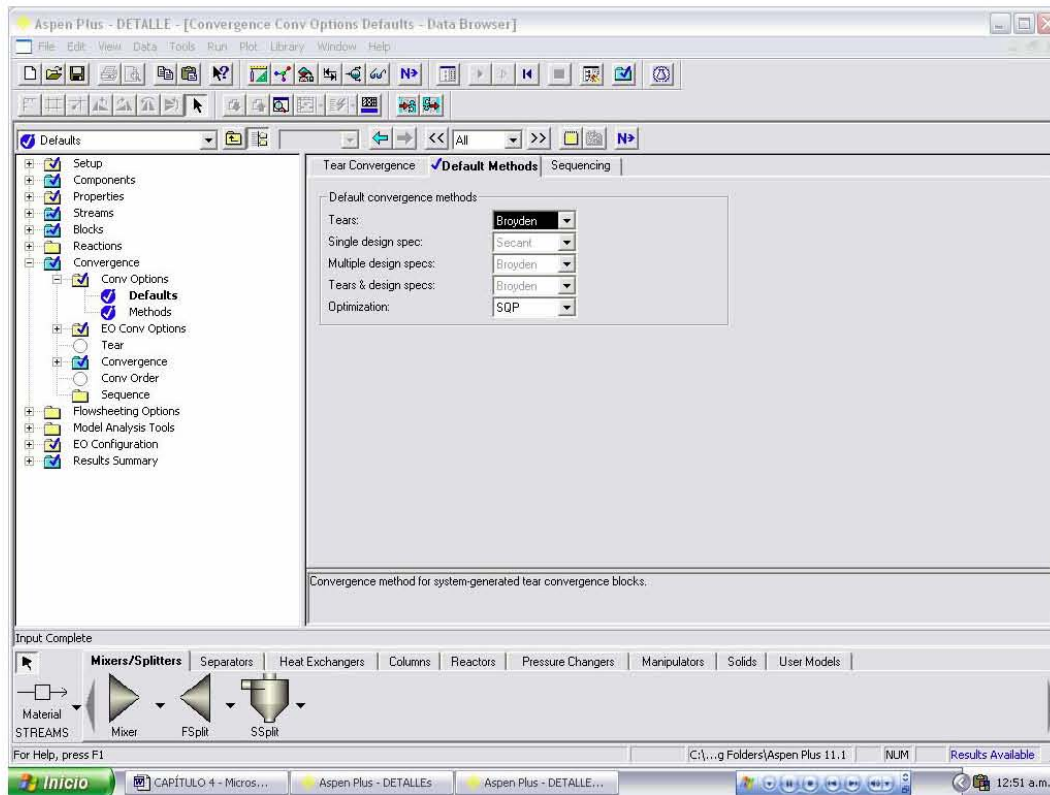 Aspen Plus - DETALLE - [Convergence Conv Options Defaults - Data Browser]
File Edit View Data Tools Run Plot Library Window Help
N>
Defaults
<< All >> N>
Setup
Components
Properties
Streams
Blocks
Reactions
Convergence
Conv Options
Defaults
Methods
EO Conv Options
Tear
Convergence
Conv Order
Sequence
Flowsheeting Options
Model Analysis Tools
EO Configuration
Results Summary
Tear Convergence Default Methods Sequencing
Default convergence methods
Tears: Broyden
Single design spec: Secant
Multiple design specs: Broyden
Tears & design specs: Broyden
Optimization: SQP
Convergence method for system-generated tear convergence blocks.
Input Complete
Mixers/Splitters Separators Heat Exchangers Columns Reactors Pressure Changers Manipulators Solids User Models
Material
STREAMS Mixer FSplit SSplit
For Help, press F1 C:\...g Folders\Aspen Plus 11.1 NUM Results Available
Inicio CAPÍTULO 4 - Micros... Aspen Plus - DETALLEs Aspen Plus - DETALLE... 12:51 a.m.